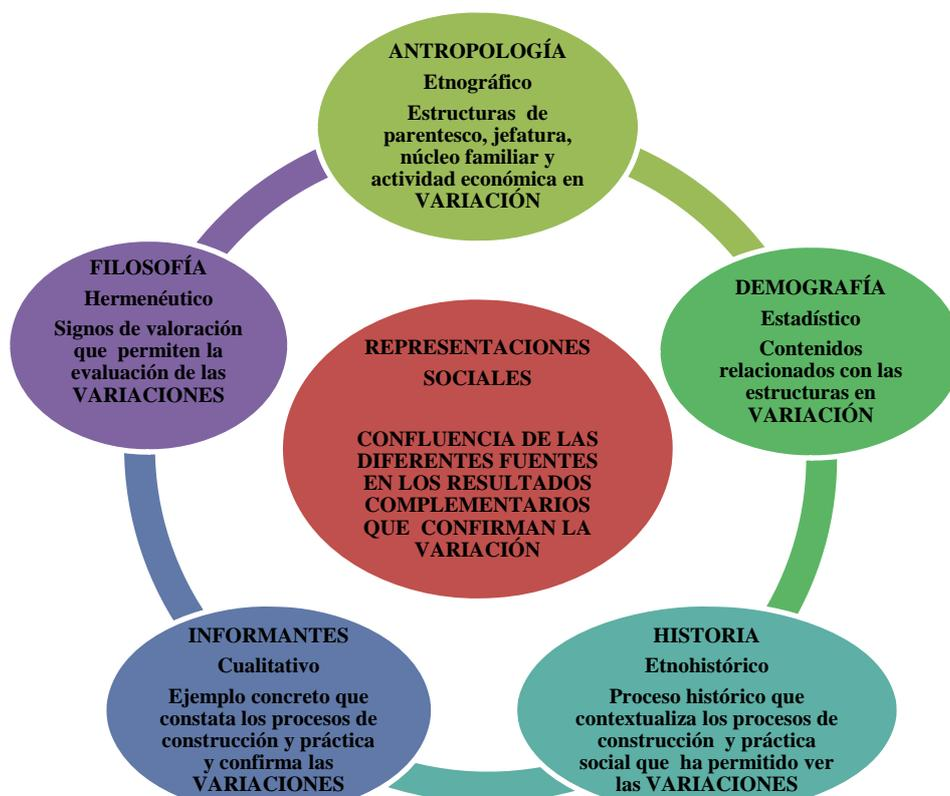 ANTROPOLOGÍA
Etnográfico
Estructuras de
parentesco, jefatura,
núcleo familiar y
actividad económica en
VARIACIÓN
FILOSOFÍA
Hermenéutico
Signos de valoración
que permiten la
evaluación de las
VARIACIONES
DEMOGRAFÍA
Estadístico
Contenidos
relacionados con las
estructuras en
VARIACIÓN
REPRESENTACIONES
SOCIALES
CONFLUENCIA DE LAS
DIFERENTES FUENTES
EN LOS RESULTADOS
COMPLEMENTARIOS
QUE CONFIRMAN LA
VARIACIÓN
INFORMANTES
Cualitativo
Ejemplo concreto que
constata los procesos de
construcción y práctica
y confirma las
VARIACIONES
HISTORIA
Etnohistórico
Proceso histórico que
contextualiza los procesos de
construcción y práctica
social que ha permitido ver
las VARIACIONES